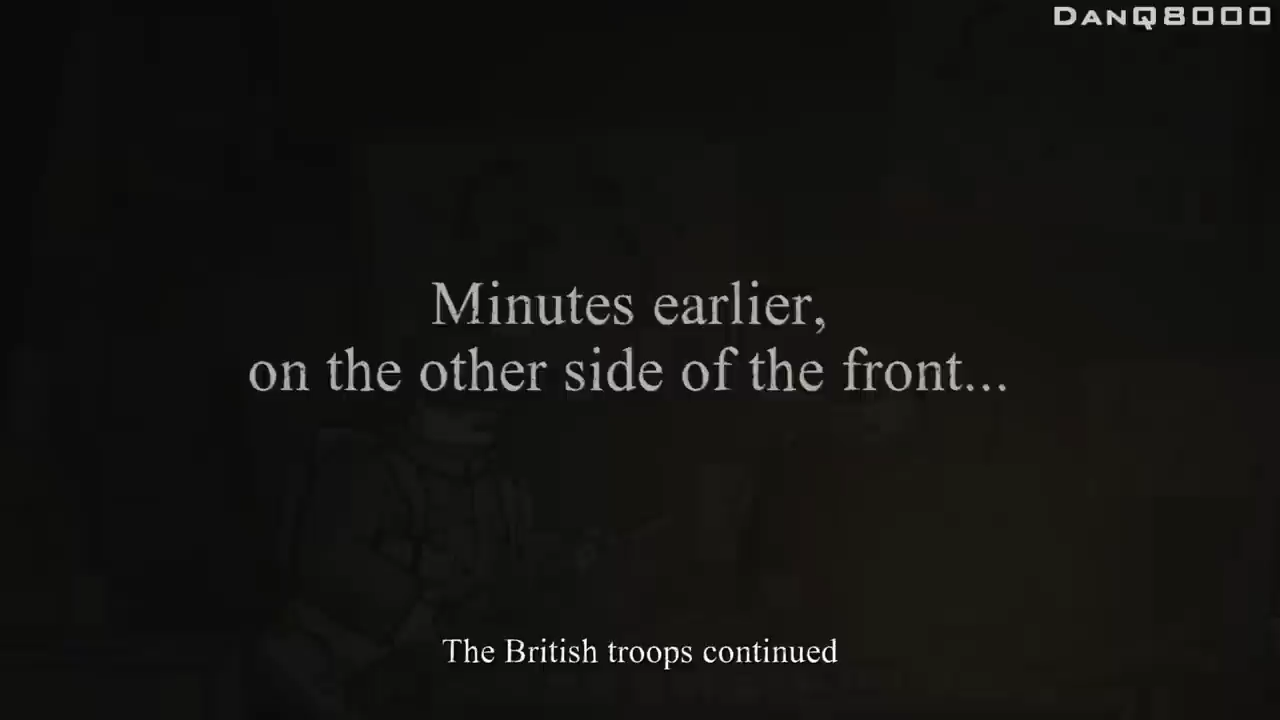 DanQ8000
Minutes earlier,
on the other side of the front...
The British troops continued